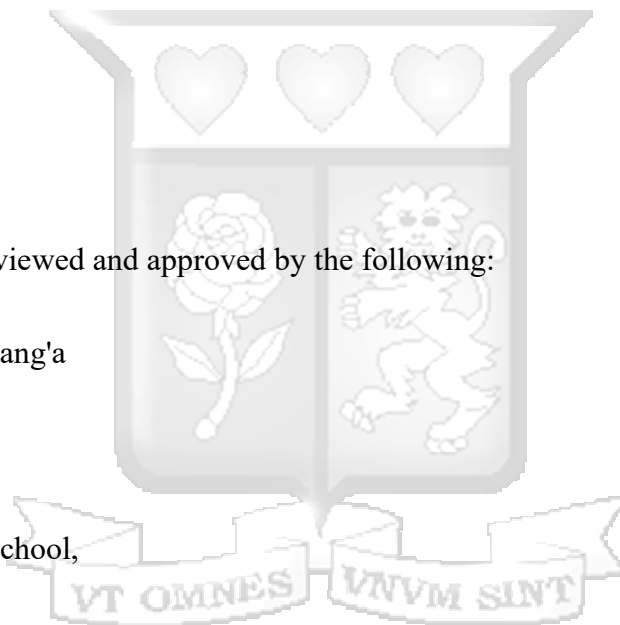 viewed and approved by the following:
ang'a
chool,
VT OMNES VNVM SINT